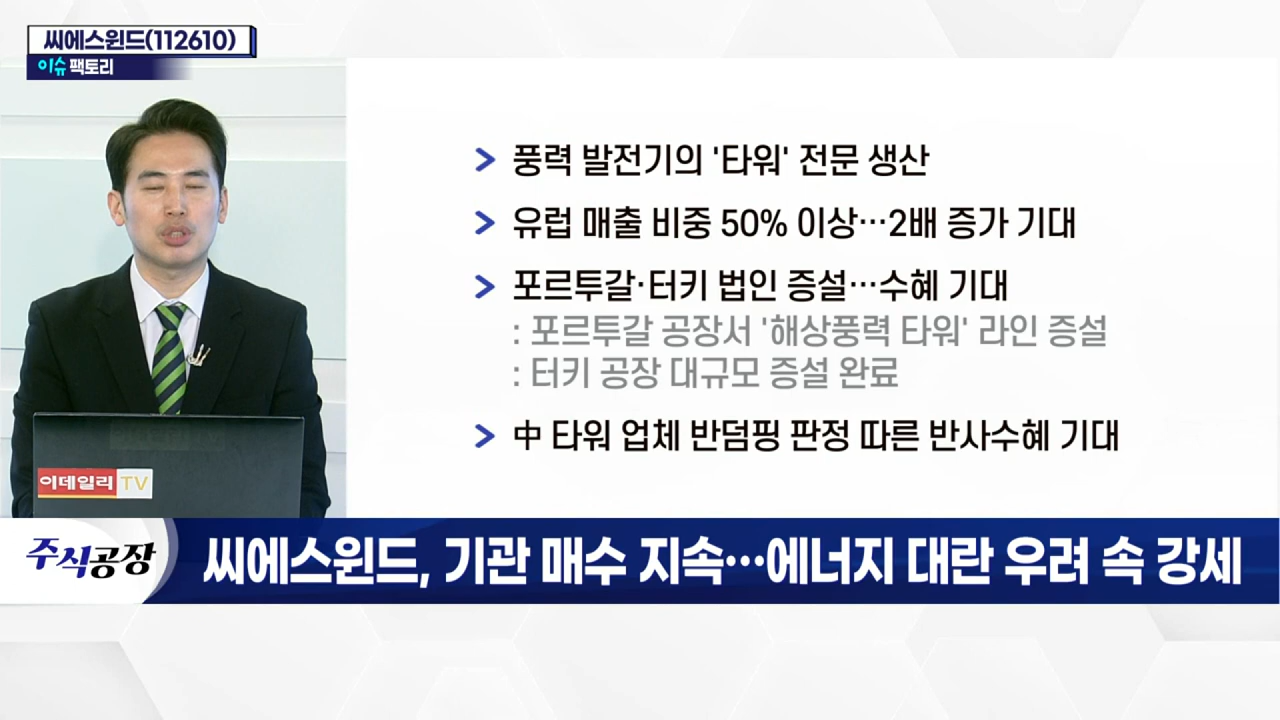 씨에스윈드(112610)
이슈 팩토리
> 풍력 발전기의 '타워' 전문 생산
> 유럽 매출 비중 50% 이상…2배 증가 기대
> 포르투갈·터키 법인 증설…수혜 기대
: 포르투갈 공장서 '해상풍력 타워' 라인 증설
: 터키 공장 대규모 증설 완료
> 中 타워 업체 반덤핑 판정 따른 반사수혜 기대
이데일리 TV
주식공장
씨에스윈드, 기관 매수 지속…에너지 대란 우려 속 강세